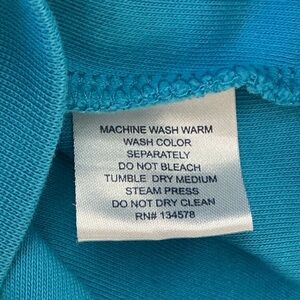 MACHINE WASH WARM
WASH COLOR
SEPARATELY
DO NOT BLEACH
TUMBLE DRY MEDIUM
STEAM PRESS
DO NOT DRY CLEAN
RN# 134578